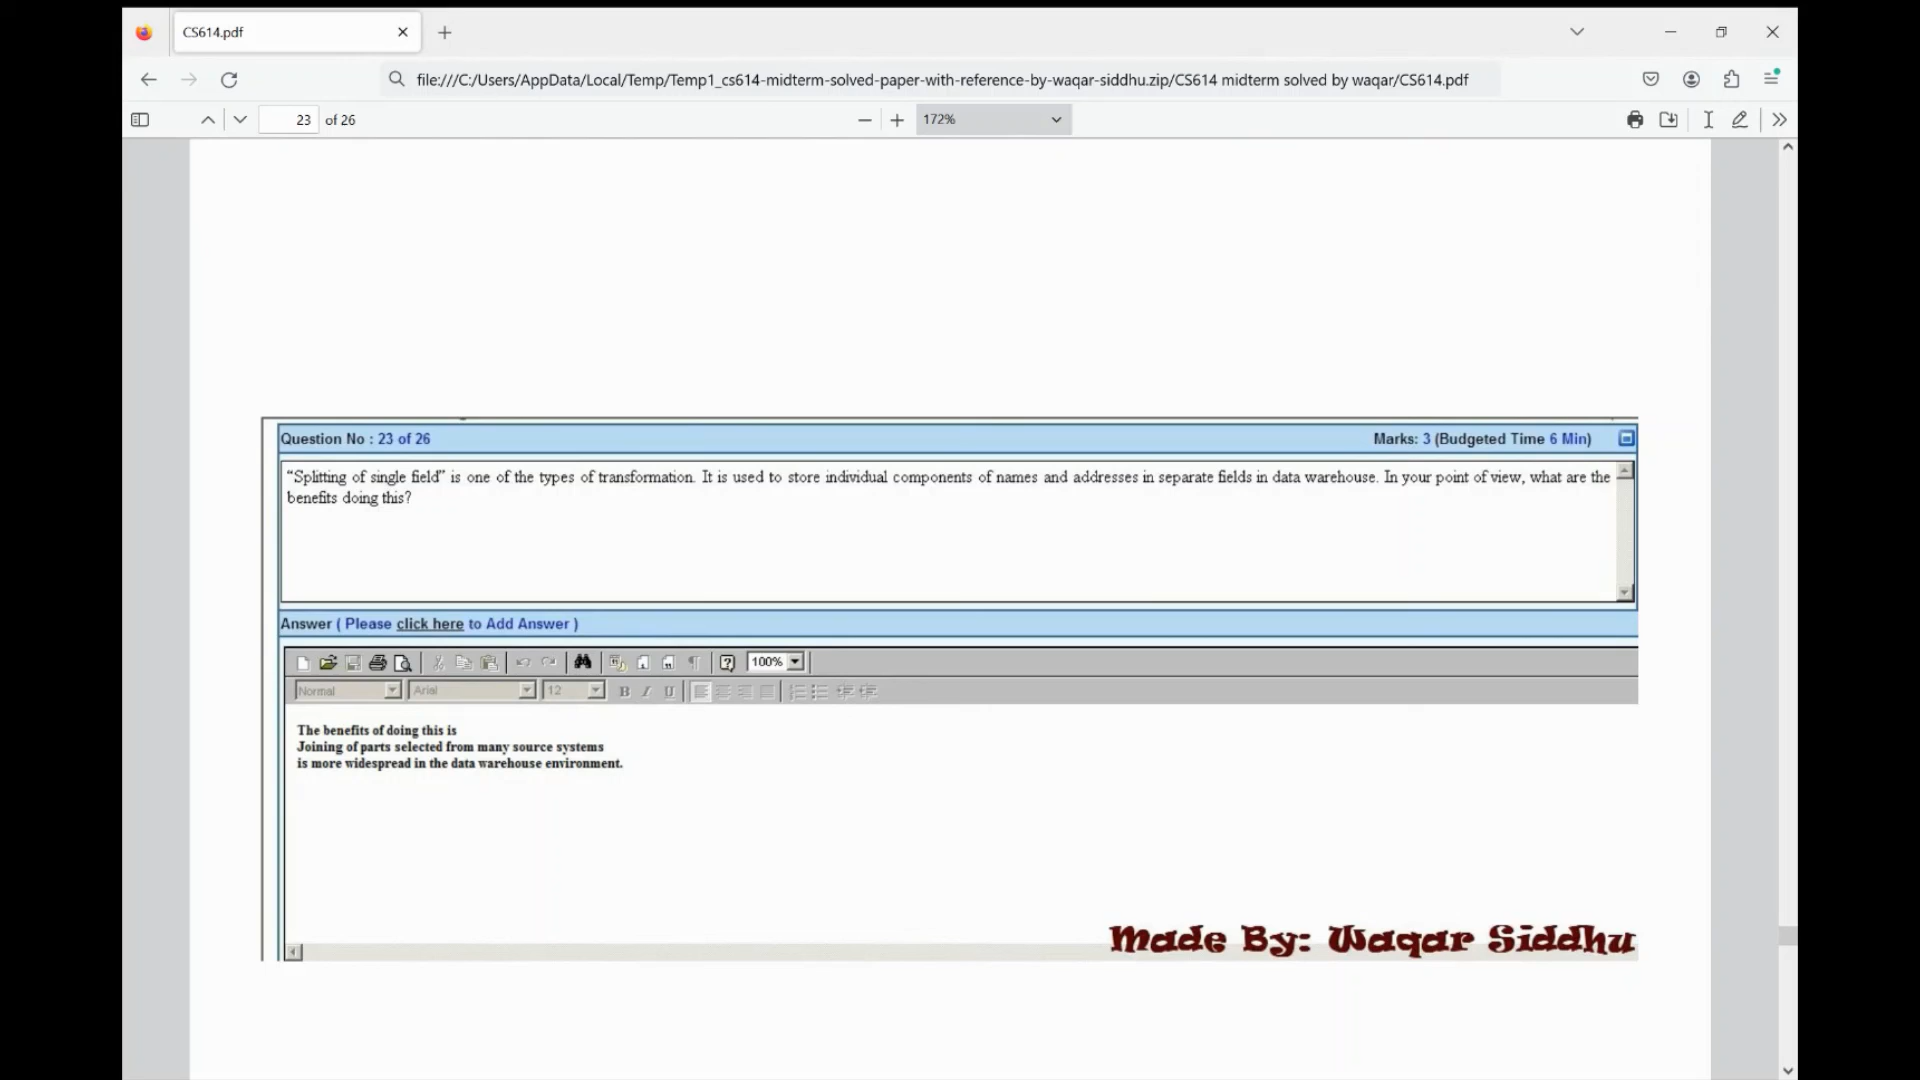 CS614.pdf
file:///C:/Users/AppData/Local/Temp/Temp1_cs614-midterm-solved-paper-with-reference-by-waqar-siddhu.zip/CS614 midterm solved by waqar/CS614.pdf
23 of 26
172%
Question No : 23 of 26 Marks: 3 (Budgeted Time 6 Min)
“Splitting of single field” is one of the types of transformation. It is used to store individual components of names and addresses in separate fields in data warehouse. In your point of view, what are the
benefits doing this?
Answer ( Please click here to Add Answer )
100%
Normal Arial 12 B I U
The benefits of doing this is
Joining of parts selected from many source systems
is more widespread in the data warehouse environment.
Made By: Waqar Siddhu